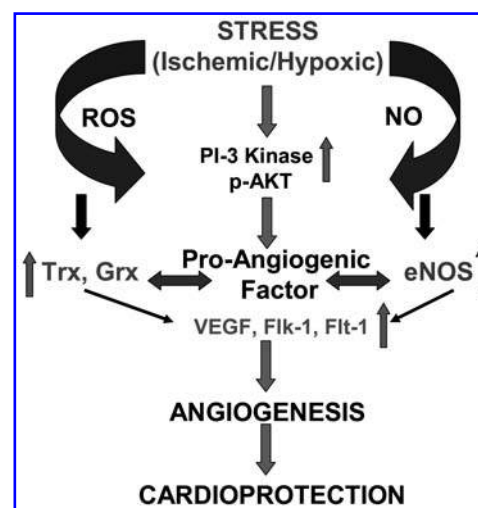 STRESS
(Ischemic/Hypoxic)
ROS
NO
PI-3 Kinase
p-AKT
Pro-Angiogenic
Factor
Trx, Grx
eNOS
VEGF, Flk-1, Flt-1
ANGIOGENESIS
CARDIOPROTECTION